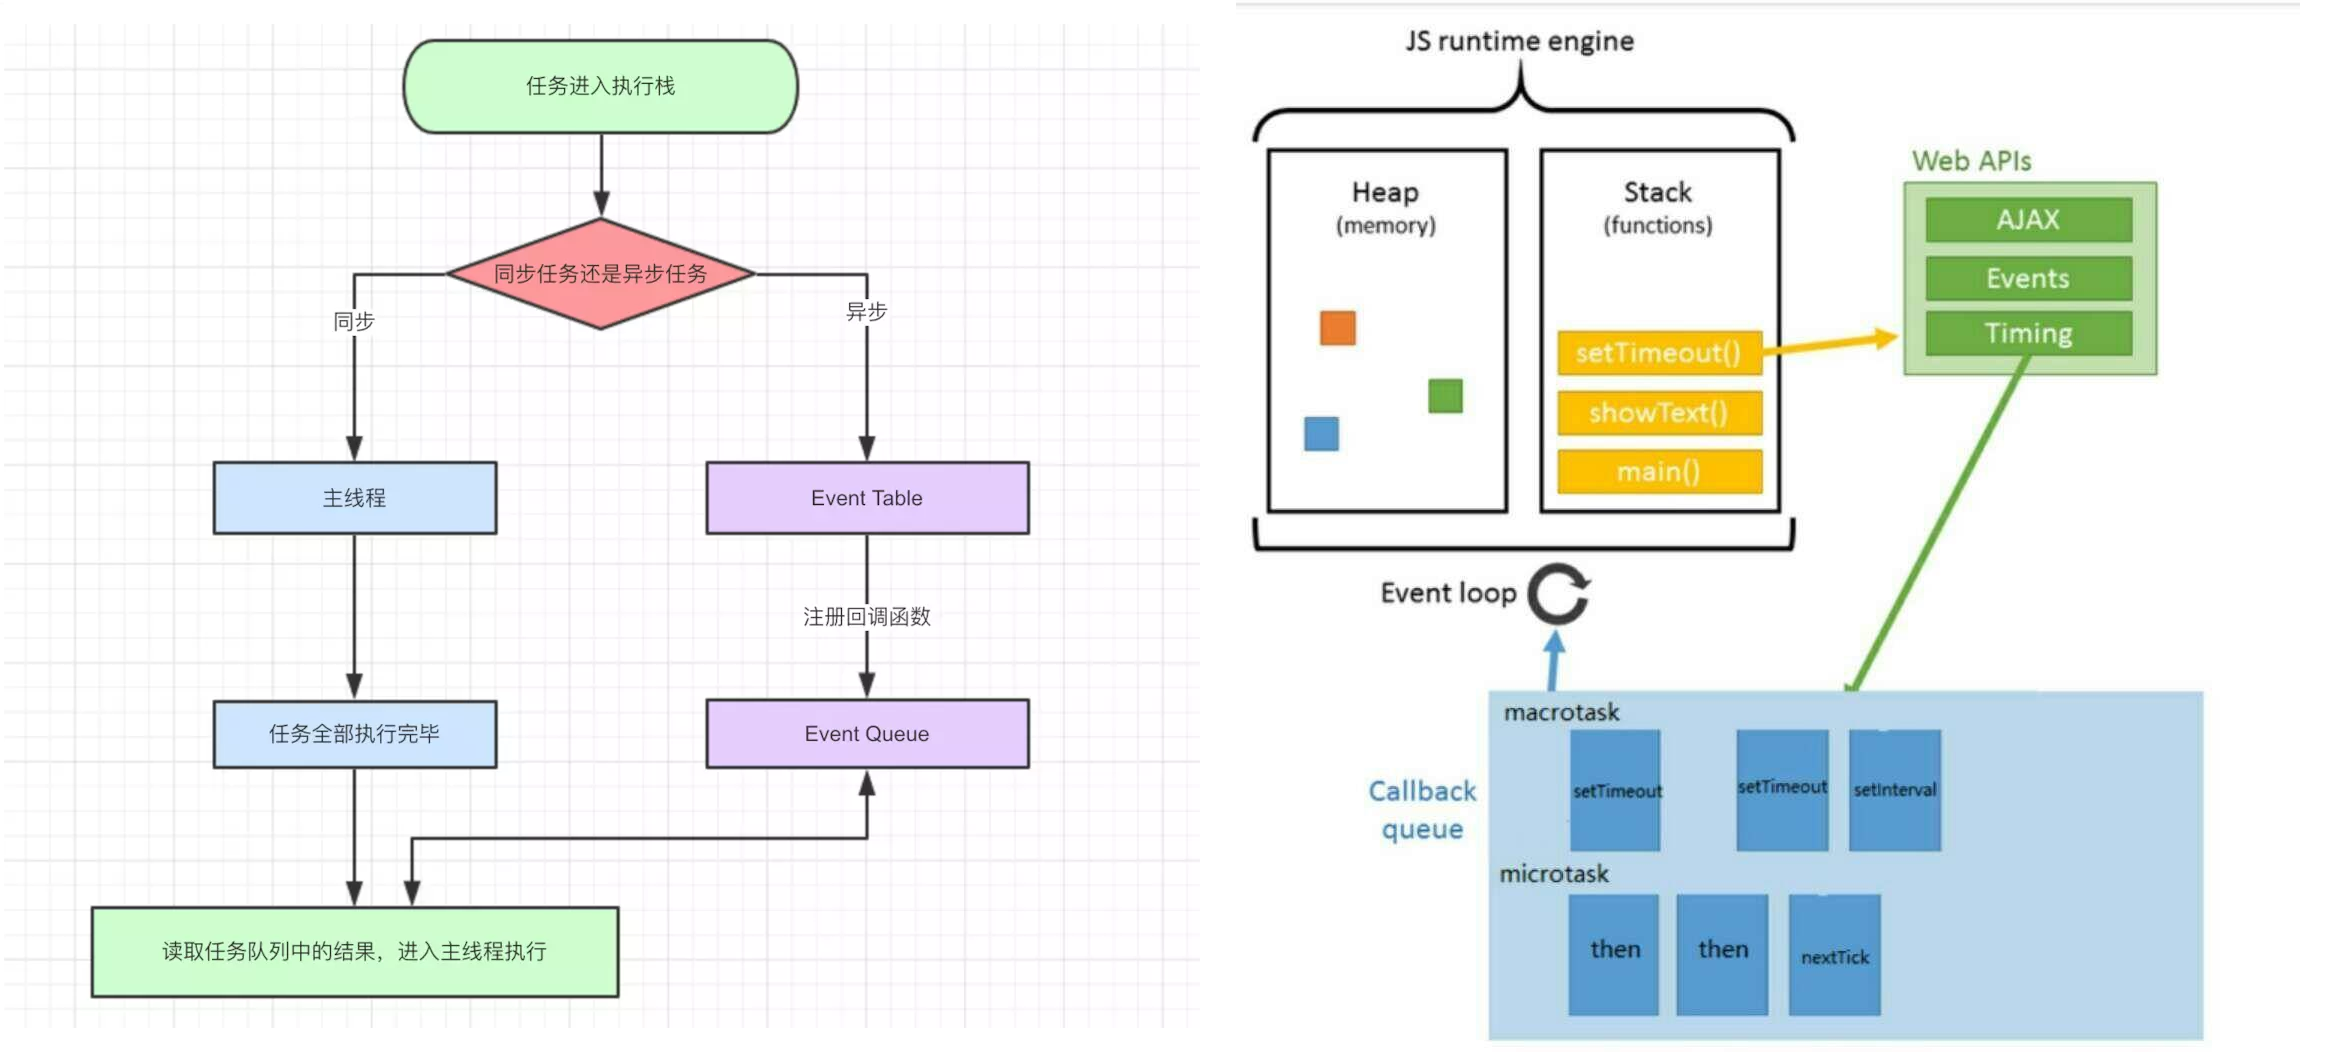 任务进入执行栈
同步任务还是异步任务
同步
异步
主线程
Event Table
注册回调函数
任务全部执行完毕
Event Queue
读取任务队列中的结果，进入主线程执行
JS runtime engine
Heap
(memory)
Stack
(functions)
setTimeout()
showText()
main()
Web APIs
AJAX
Events
Timing
Event loop
Callback
queue
macrotask
setTimeout
setTimeout
setInterval
microtask
then
then
nextTick